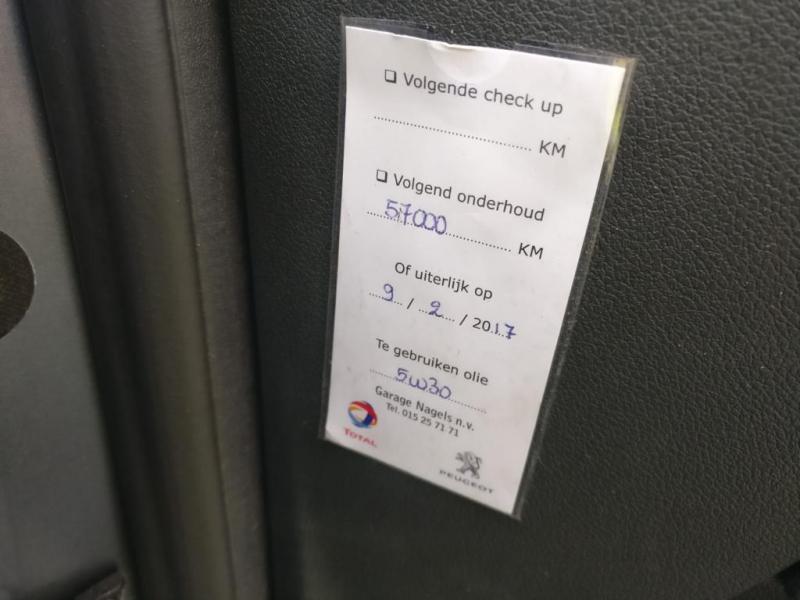 ❑ Volgende check up
............................... KM
❑ Volgend onderhoud
57000 KM
Of uiterlijk op
9 / 2 / 2017
Te gebruiken olie
5w30
Garage Nagels n.v.
Tel. 015 25 71 71
TOTAL
PEUGEOT